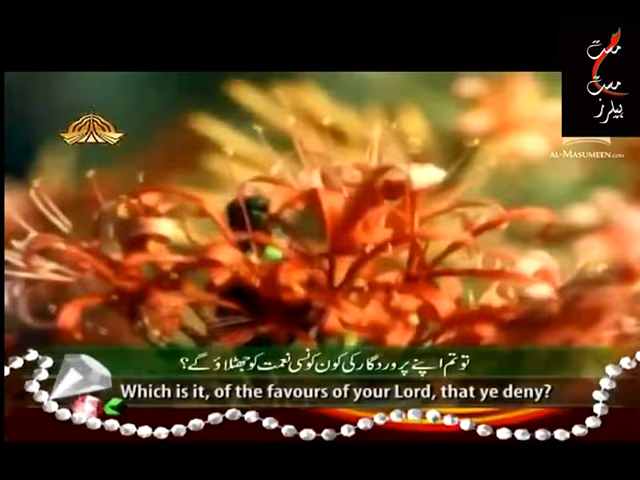 مست
مست
ہیلرز
AL-MASUMEEN.COM
تو تم اپنے پروردگار کی کون کونسی نعمت کو جھٹلاؤ گے؟
Which is it, of the favours of your Lord, that ye deny?